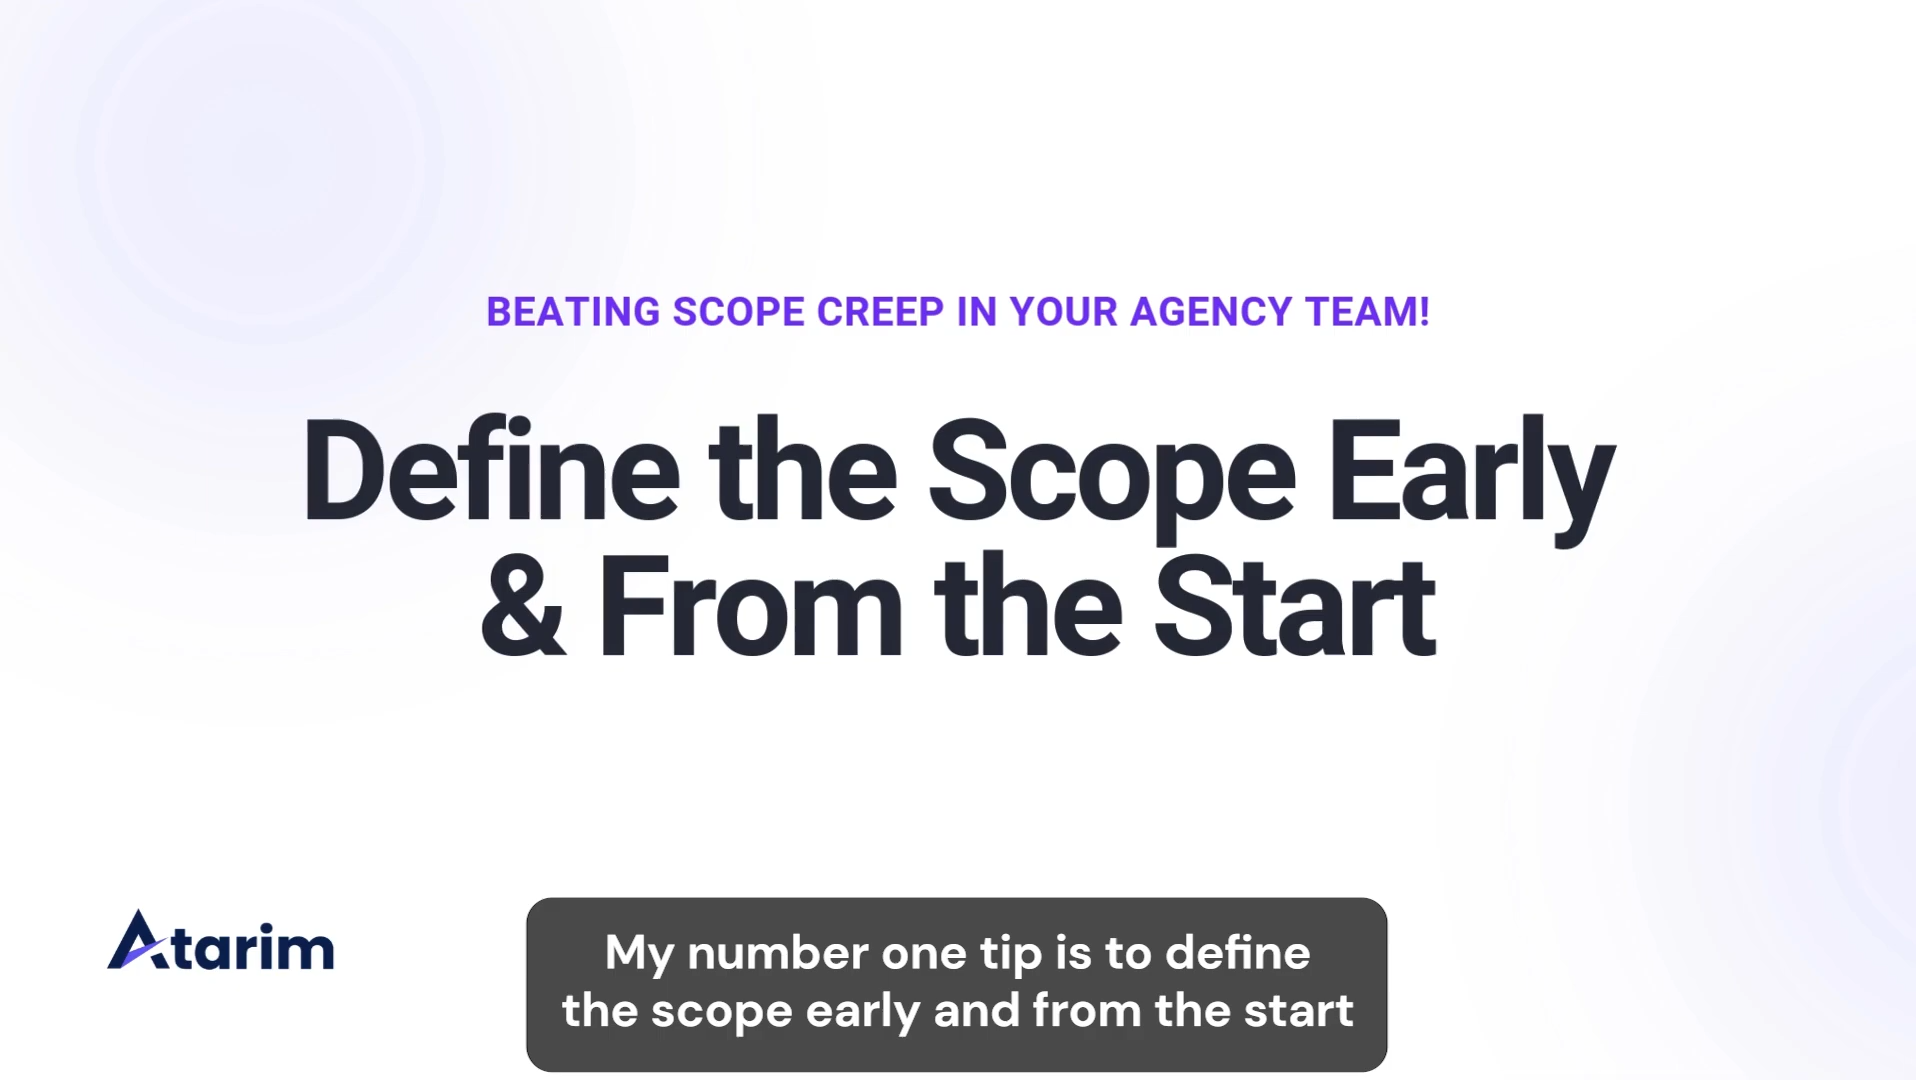 BEATING SCOPE CREEP IN YOUR AGENCY TEAM!
Define the Scope Early
& From the Start
Atarim
My number one tip is to define
the scope early and from the start